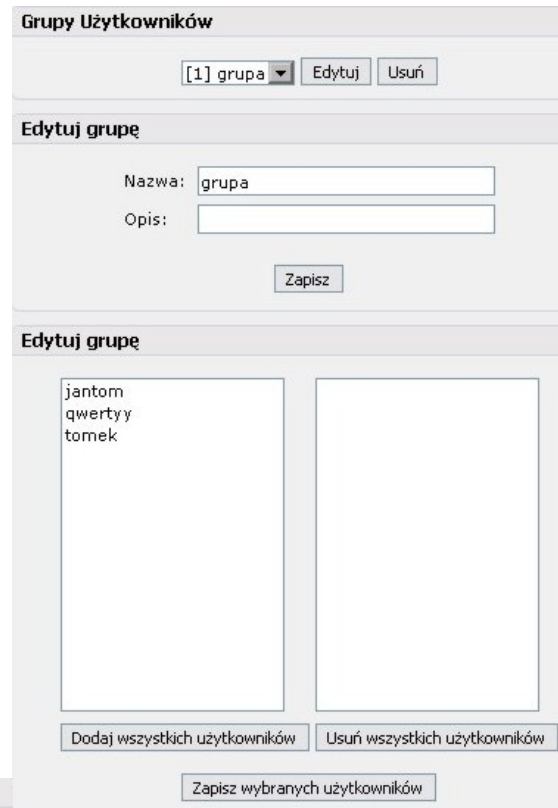 Grupy Użytkowników
[1] grupa Edytuj Usuń
Edytuj grupę
Nazwa: grupa
Opis:
Zapisz
Edytuj grupę
jantom
qwertyy
tomek
Dodaj wszystkich użytkowników Usuń wszystkich użytkowników
Zapisz wybranych użytkowników